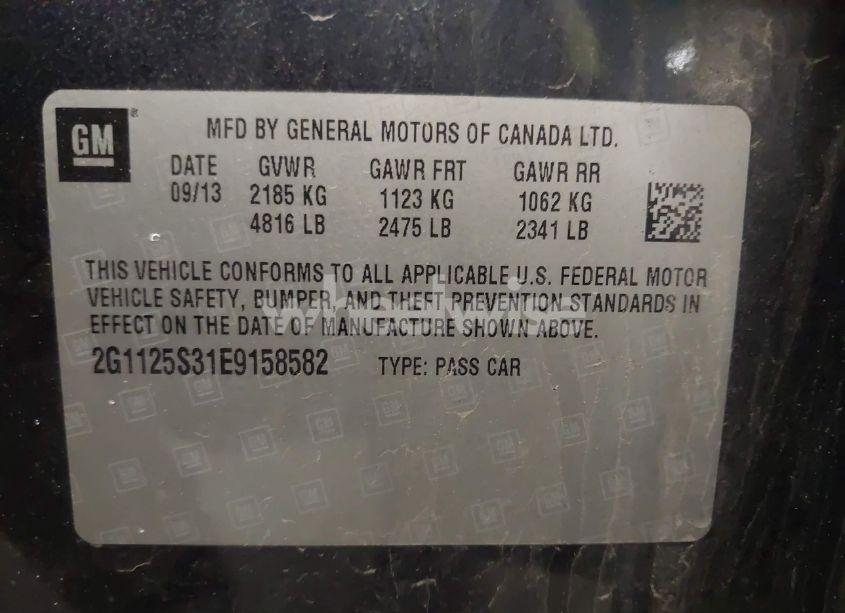 GM
MFD BY GENERAL MOTORS OF CANADA LTD.
DATE GVWR GAWR FRT GAWR RR
09/13 2185 KG 1123 KG 1062 KG
4816 LB 2475 LB 2341 LB
THIS VEHICLE CONFORMS TO ALL APPLICABLE U.S. FEDERAL MOTOR
VEHICLE SAFETY, BUMPER, AND THEFT PREVENTION STANDARDS IN
EFFECT ON THE DATE OF MANUFACTURE SHOWN ABOVE.
2G1125S31E9158582 TYPE: PASS CAR